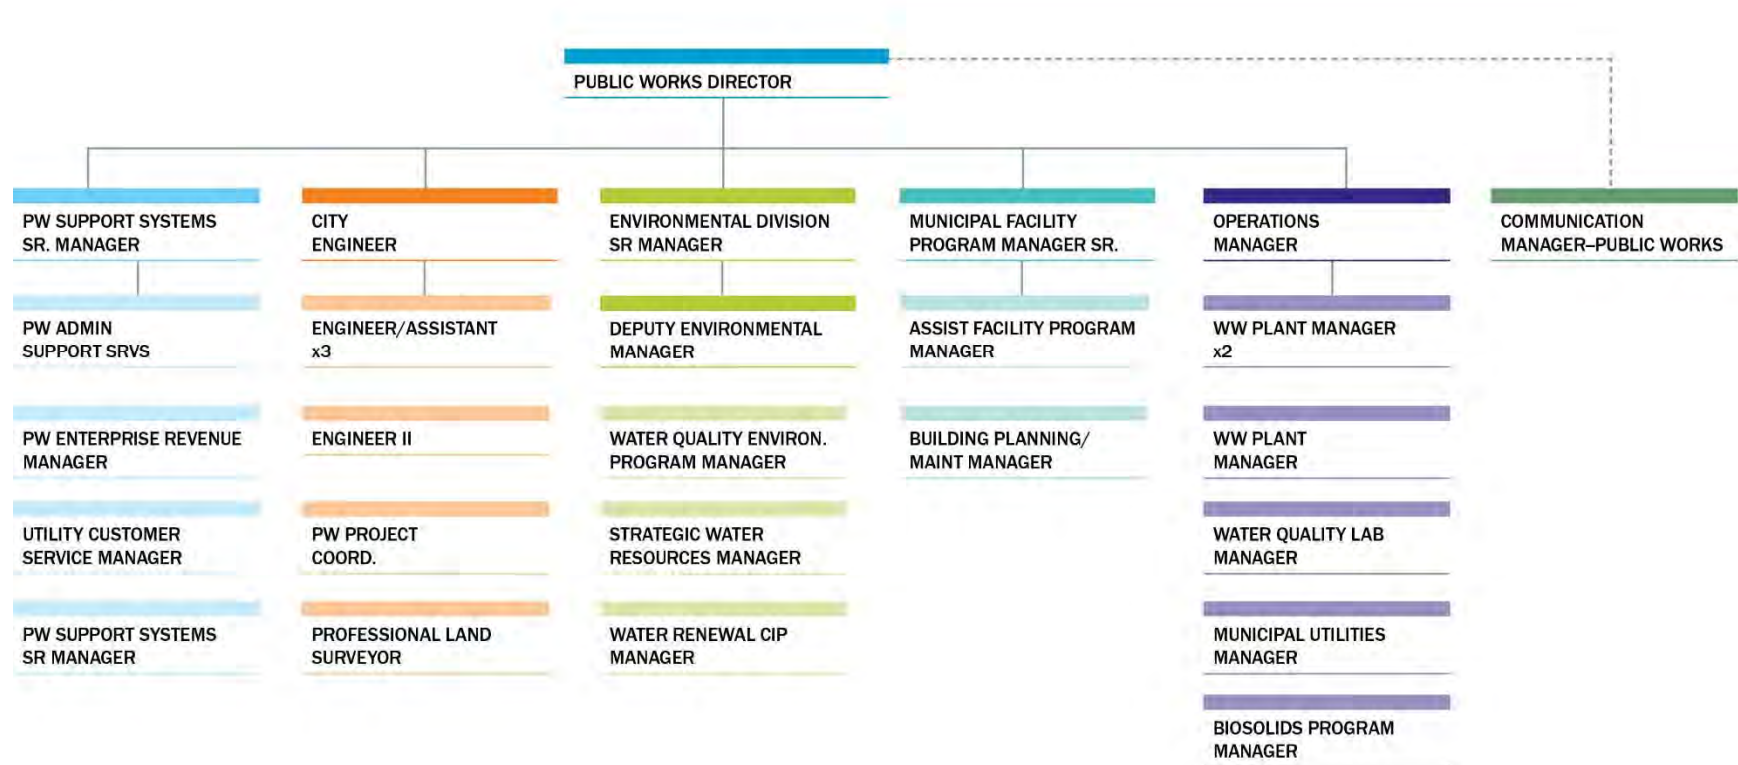 PUBLIC WORKS DIRECTOR
PW SUPPORT SYSTEMS
SR. MANAGER
CITY
ENGINEER
ENVIRONMENTAL DIVISION
SR MANAGER
MUNICIPAL FACILITY
PROGRAM MANAGER SR.
OPERATIONS
MANAGER
COMMUNICATION
MANAGER–PUBLIC WORKS
PW ADMIN
SUPPORT SRVS
ENGINEER/ASSISTANT
x3
DEPUTY ENVIRONMENTAL
MANAGER
ASSIST FACILITY PROGRAM
MANAGER
WW PLANT MANAGER
x2
PW ENTERPRISE REVENUE
MANAGER
ENGINEER II
WATER QUALITY ENVIRON.
PROGRAM MANAGER
BUILDING PLANNING/
MAINT MANAGER
WW PLANT
MANAGER
UTILITY CUSTOMER
SERVICE MANAGER
PW PROJECT
COORD.
STRATEGIC WATER
RESOURCES MANAGER
WATER QUALITY LAB
MANAGER
PW SUPPORT SYSTEMS
SR MANAGER
PROFESSIONAL LAND
SURVEYOR
WATER RENEWAL CIP
MANAGER
MUNICIPAL UTILITIES
MANAGER
BIOSOLIDS PROGRAM
MANAGER